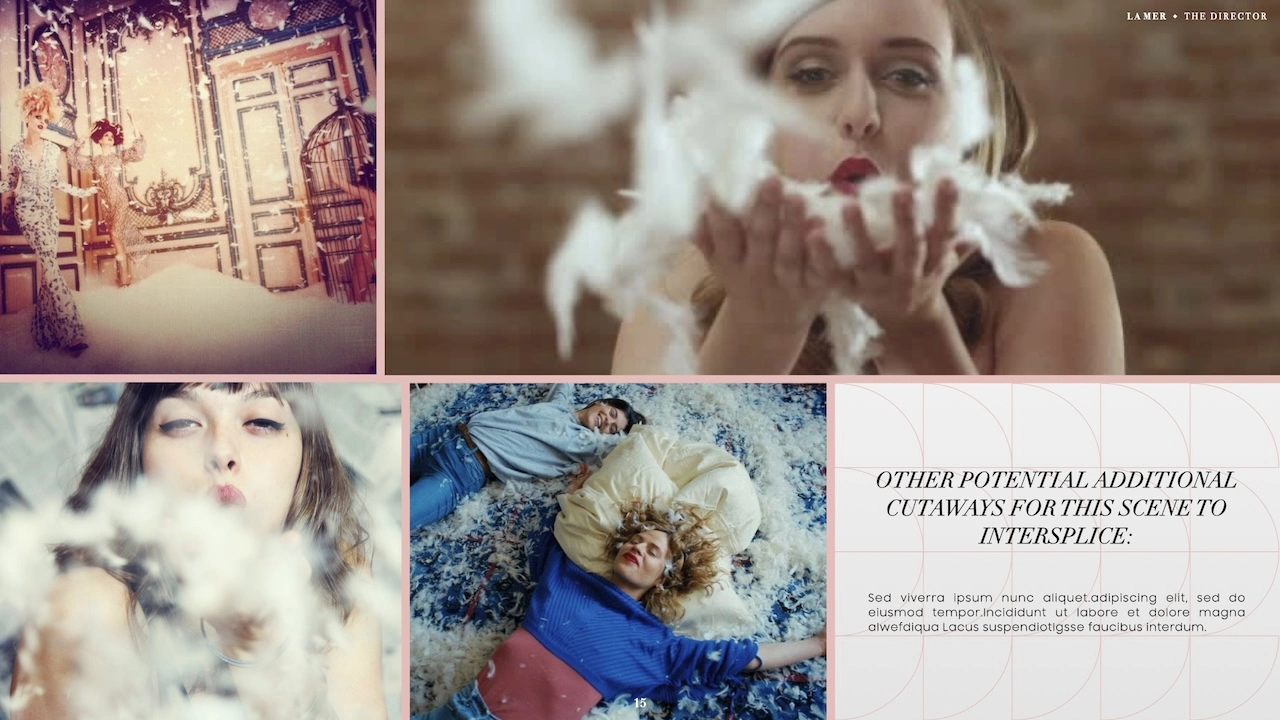 LA MER ✦ THE DIRECTOR
OTHER POTENTIAL ADDITIONAL
CUTAWAYS FOR THIS SCENE TO
INTERSPLICE:
Sed viverra ipsum nunc aliquet.adipiscing elit, sed do
eiusmod tempor.Incididunt ut labore et dolore magna
alwefdiqua Lacus suspendiotigsse faucibus interdum.
15